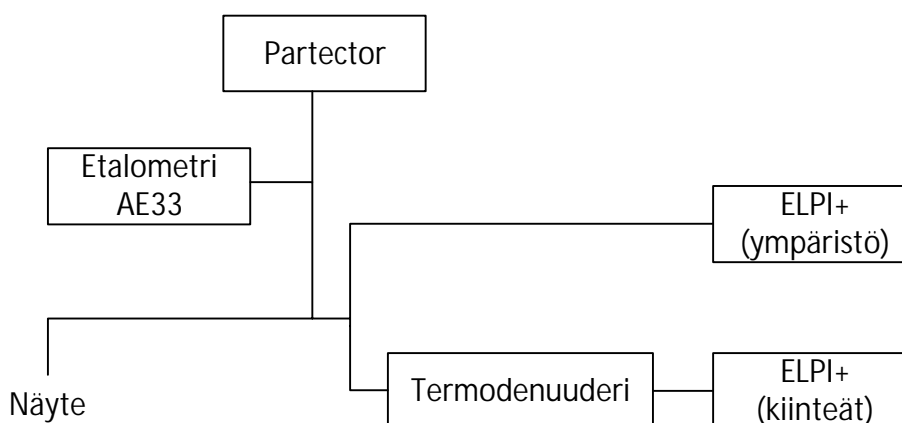 Partector
Etalometri
AE33
ELPI+
(ympäristö)
Termodenuuderi
ELPI+
(kiinteät)
Näyte